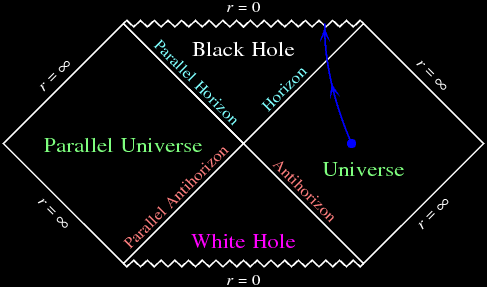 r = 0
Black Hole
Parallel Horizon
Horizon
r = ∞
r = ∞
Parallel Universe
Universe
Parallel Antihorizon
Antihorizon
r = ∞
r = ∞
White Hole
r = 0